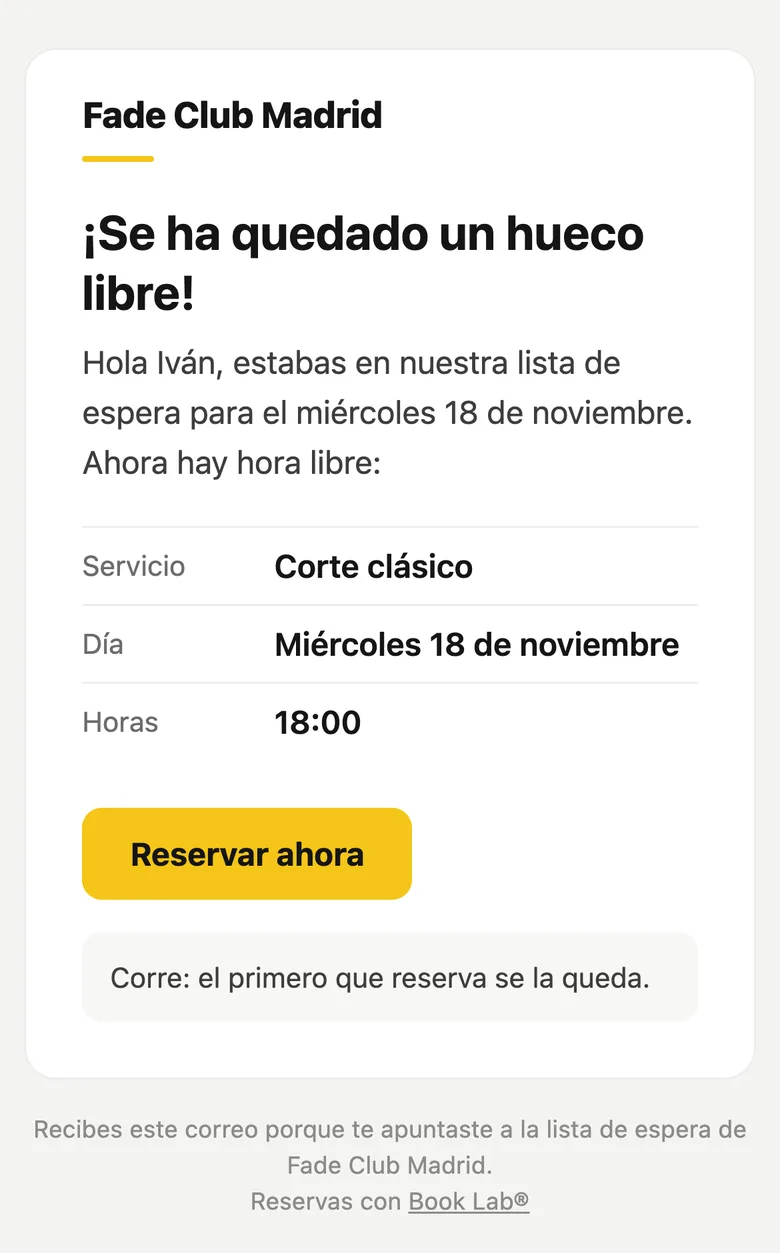 Fade Club Madrid
¡Se ha quedado un hueco
libre!
Hola Iván, estabas en nuestra lista de
espera para el miércoles 18 de noviembre.
Ahora hay hora libre:
Servicio Corte clásico
Día Miércoles 18 de noviembre
Horas 18:00
Reservar ahora
Corre: el primero que reserva se la queda.
Recibes este correo porque te apuntaste a la lista de espera de
Fade Club Madrid.
Reservas con Book Lab®